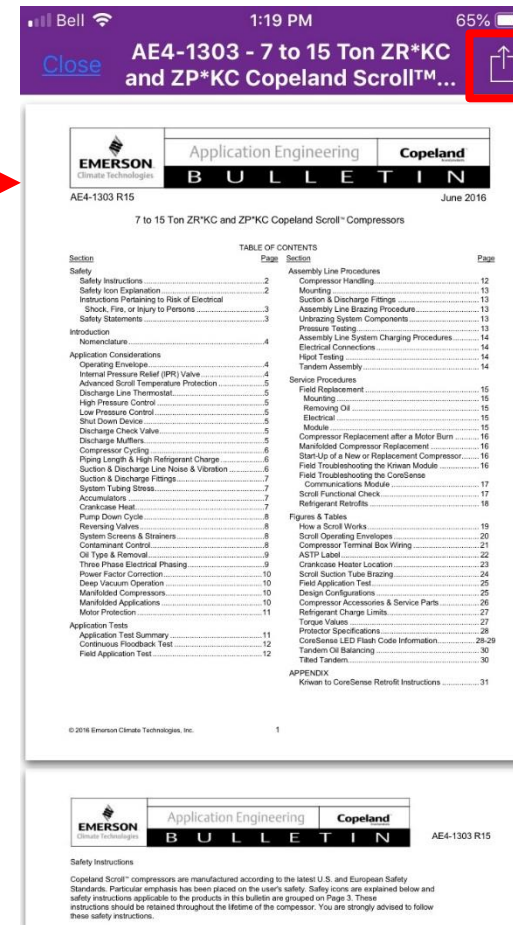 Bell 1:19 PM 65%
Close AE4-1303 - 7 to 15 Ton ZR*KC
and ZP*KC Copeland Scroll™...
EMERSON
Climate Technologies
Application Engineering
Copeland
BULLETIN
AE4-1303 R15 June 2016
7 to 15 Ton ZR*KC and ZP*KC Copeland Scroll™ Compressors
TABLE OF CONTENTS
Section Page
Safety
Safety Instructions 2
Safety Icon Explanation 2
Instructions Pertaining to Risk of Electrical
Shock, Fire, or Injury to Persons 3
Safety Statements 3
Introduction
Nomenclature 4
Application Considerations
Operating Envelope 4
Internal Pressure Relief (IPR) Valve 4
Advanced Scroll Temperature Protection 5
Discharge Line Thermostat 5
High Pressure Control 5
Low Pressure Control 5
Shut Down Device 5
Discharge Check Valve 5
Discharge Mufflers 5
Compressor Cycling 6
Piping Length & High Refrigerant Charge 6
Suction & Discharge Line Noise & Vibration 6
Suction & Discharge Fittings 7
System Tubing Stress 7
Accumulators 7
Crankcase Heat 7
Pump Down Cycle 8
Reversing Valves 8
System Screens & Strainers 8
Contaminant Control 8
Oil Type & Removal 9
Three Phase Electrical Phasing 9
Power Factor Correction 10
Deep Vacuum Operation 10
Manifolded Compressors 10
Manifolded Applications 10
Motor Protection 11
Application Tests
Application Test Summary 11
Continuous Floodback Test 12
Field Application Test 12
Section Page
Assembly Line Procedures
Compressor Handling 12
Mounting 13
Suction & Discharge Fittings 13
Assembly Line Brazing Procedure 13
Unbrazing System Components 13
Pressure Testing 13
Assembly Line System Charging Procedures 14
Electrical Connections 14
Hipot Testing 14
Tandem Assembly 14
Service Procedures
Field Replacement 15
Mounting 15
Removing Oil 15
Electrical 15
Module 15
Compressor Replacement after a Motor Burn 16
Manifolded Compressor Replacement 16
Start-Up of a New or Replacement Compressor 16
Field Troubleshooting the Kriwan Module 16
Field Troubleshooting the CoreSense
Communications Module 17
Scroll Functional Check 17
Refrigerant Retrofits 18
Figures & Tables
How a Scroll Works 19
Scroll Operating Envelopes 20
Compressor Terminal Box Wiring 21
ASTP Label 22
Crankcase Heater Location 23
Scroll Suction Tube Brazing 24
Field Application Test 25
Design Configurations 25
Compressor Accessories & Service Parts 26
Refrigerant Charge Limits 27
Torque Values 27
Protector Specifications 28
CoreSense LED Flash Code Information 28-29
Tandem Oil Balancing 30
Tilted Tandem 30
APPENDIX
Kriwan to CoreSense Retrofit Instructions 31
© 2016 Emerson Climate Technologies, Inc. 1
EMERSON
Climate Technologies
Application Engineering
Copeland
BULLETIN
AE4-1303 R15
Safety Instructions
Copeland Scroll™ compressors are manufactured according to the latest U.S. and European Safety
Standards. Particular emphasis has been placed on the user's safety. Safey icons are explained below and
safety instructions applicable to the products in this bulletin are grouped on Page 3. These
instructions should be retained throughout the lifetime of the compessor. You are strongly advised to follow
these safety instructions.